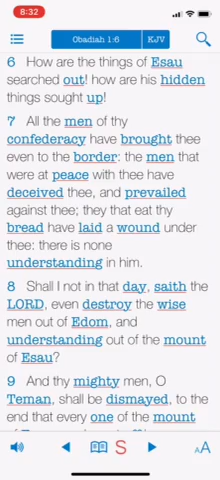 8:32
Obadiah 1:6 KJV
6 How are the things of Esau
searched out! how are his hidden
things sought up!
7 All the men of thy
confederacy have brought thee
even to the border: the men that
were at peace with thee have
deceived thee, and prevailed
against thee; they that eat thy
bread have laid a wound under
thee: there is none
understanding in him.
8 Shall I not in that day, saith the
LORD, even destroy the wise
men out of Edom, and
understanding out of the mount
of Esau?
9 And thy mighty men, O
Teman, shall be dismayed, to the
end that every one of the mount
S AA